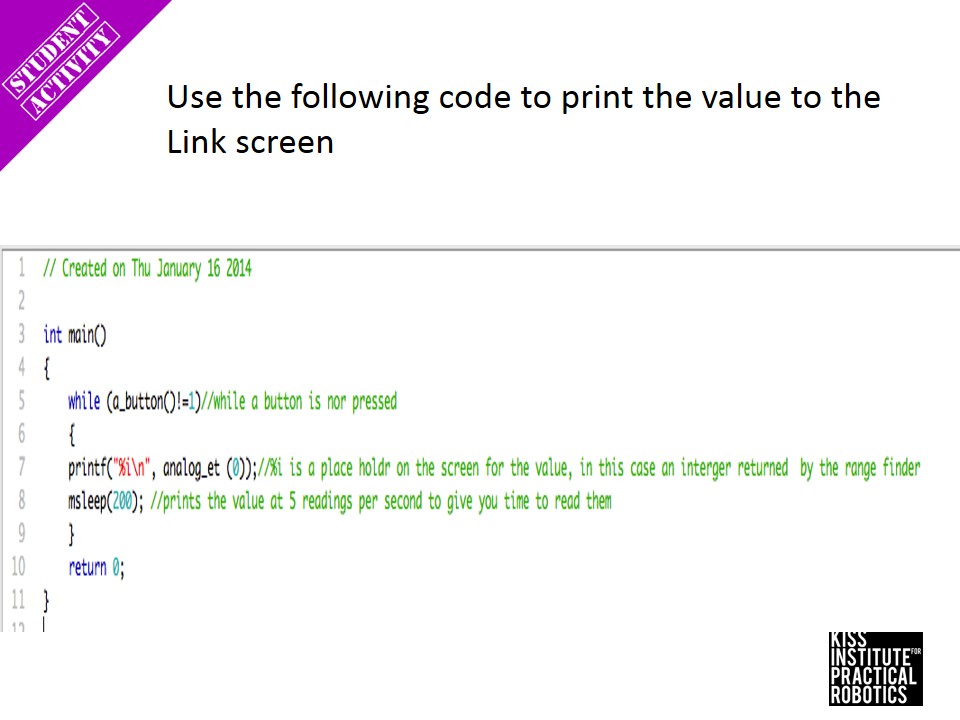 STUDENT
ACTIVITY
Use the following code to print the value to the
Link screen
1 // Created on Thu January 16 2014
2
3 int main()
4 {
5 while (a_button()!=1)//while a button is nor pressed
6 {
7 printf("%i\n", analog_et (0));//%i is a place holdr on the screen for the value, in this case an interger returned by the range finder
8 msleep(200); //prints the value at 5 readings per second to give you time to read them
9 }
10 return 0;
11 }
12
KISS
INSTITUTE FOR
PRACTICAL
ROBOTICS